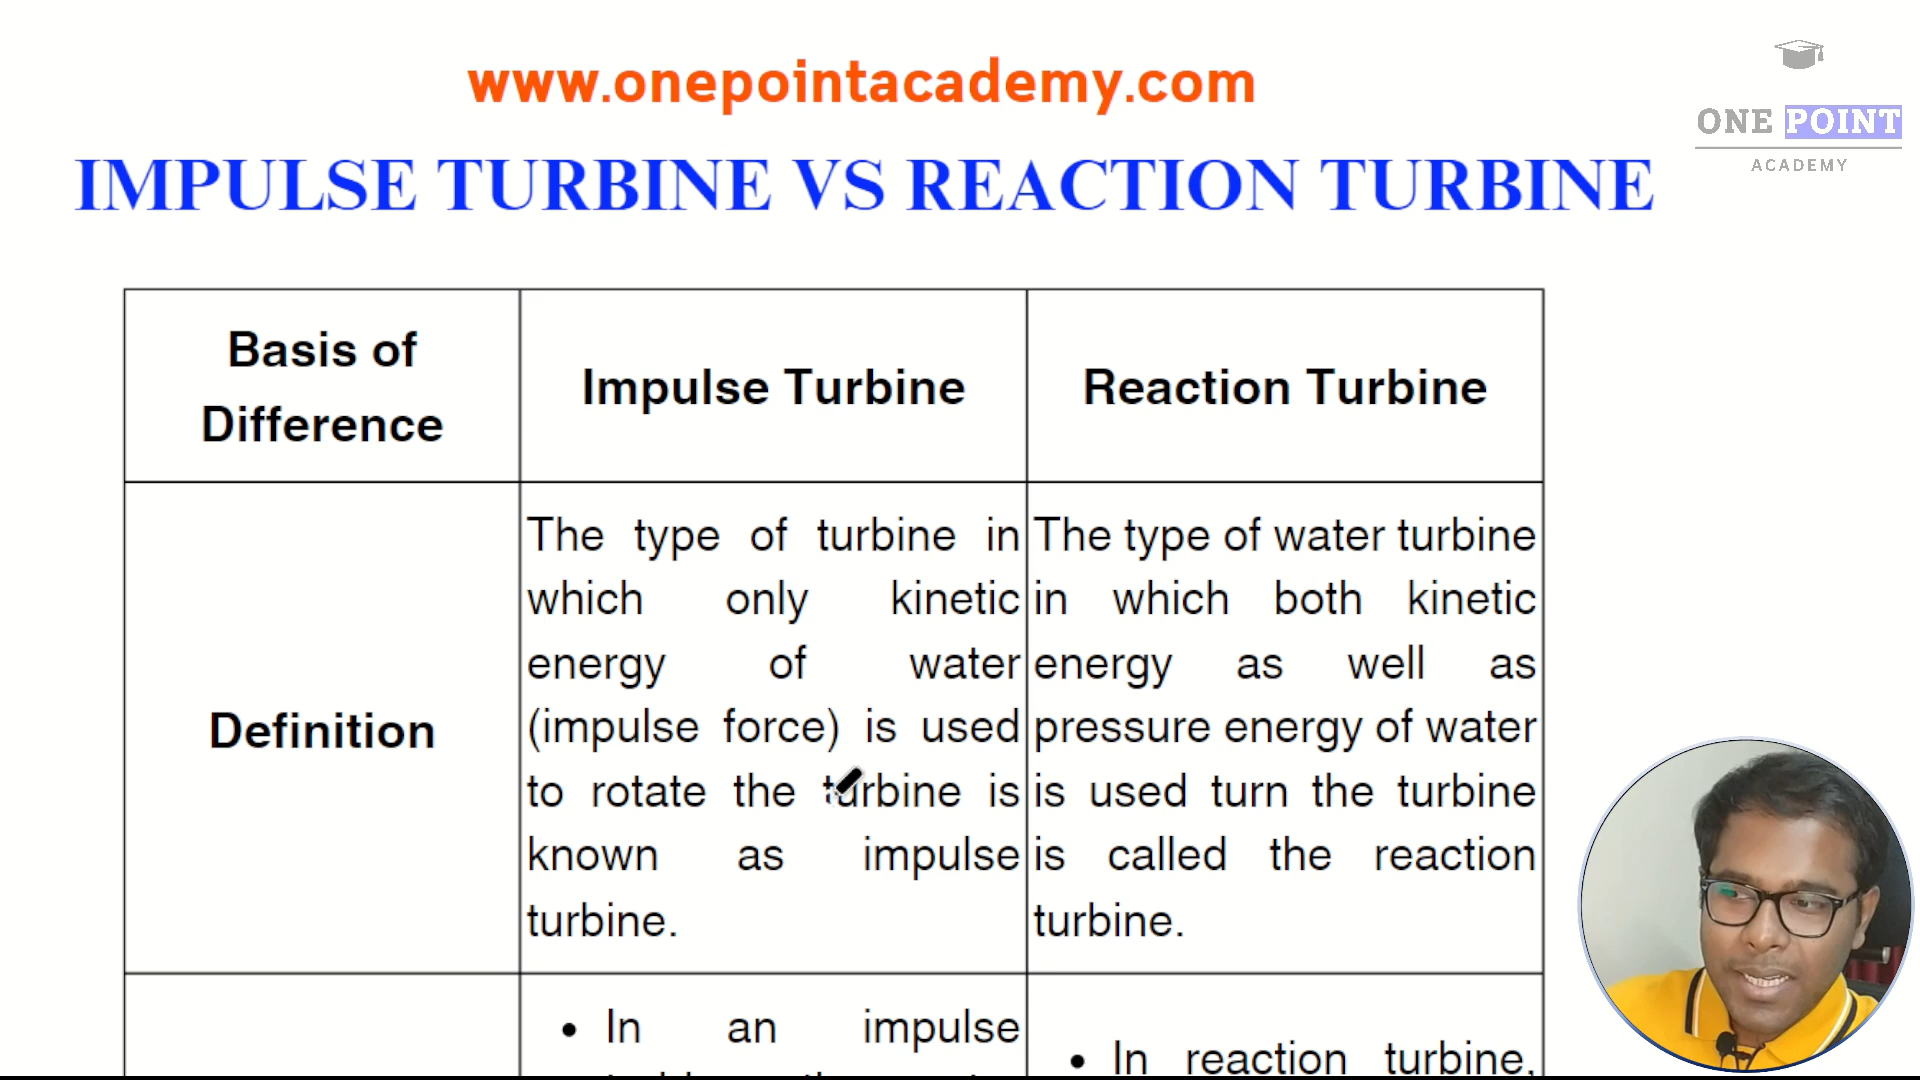 www.onepointacademy.com
ONE POINT
ACADEMY
IMPULSE TURBINE VS REACTION TURBINE
Basis of
Difference
Impulse Turbine
Reaction Turbine
Definition
The type of turbine in
which only kinetic
energy of water
(impulse force) is used
to rotate the turbine is
known as impulse
turbine.
The type of water turbine
in which both kinetic
energy as well as
pressure energy of water
is used turn the turbine
is called the reaction
turbine.
• In an impulse
• In reaction turbine,